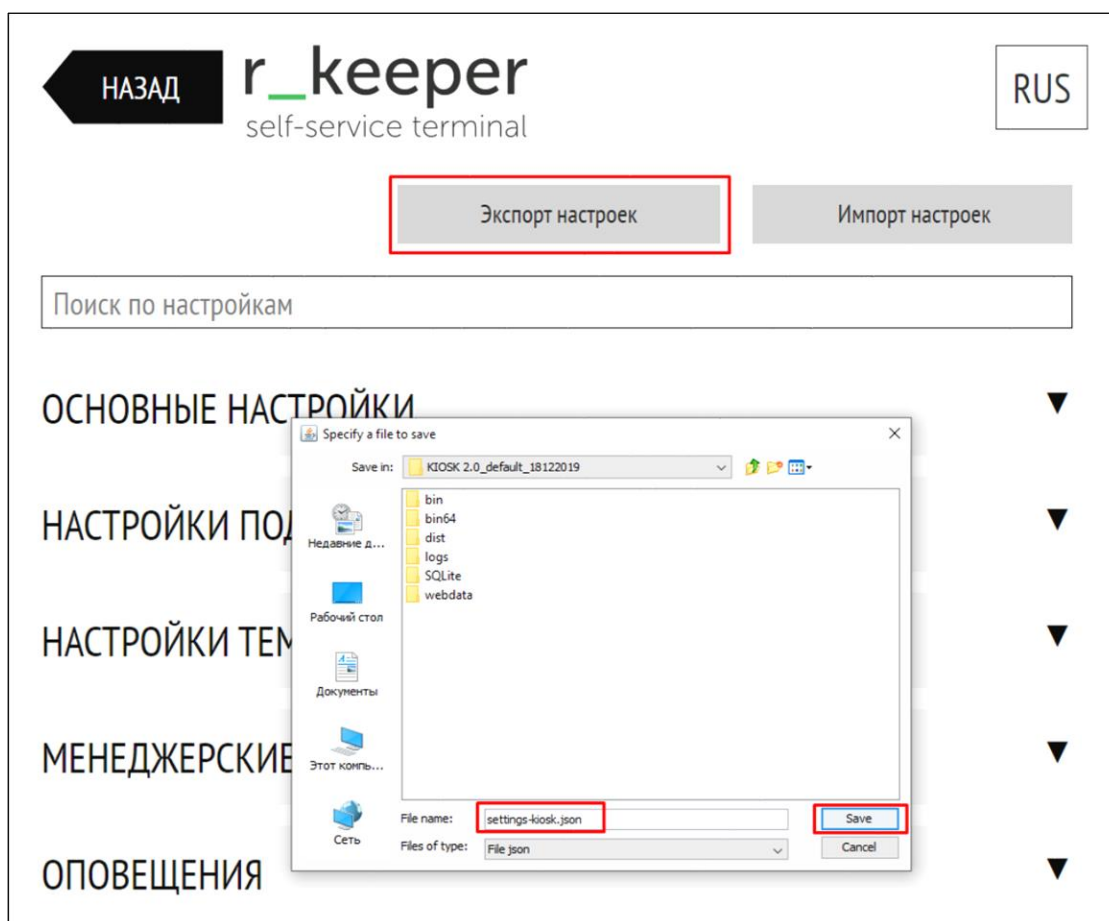 НАЗАД
r_keeper
self-service terminal
RUS
Экспорт настроек
Импорт настроек
Поиск по настройкам
ОСНОВНЫЕ НАСТРОЙКИ
Specify a file to save
Save in:
KIOSK 2.0_default_18122019
bin
bin64
dist
logs
SQLite
webdata
Недавние д...
Рабочий стол
Документы
Этот компь...
Сеть
НАСТРОЙКИ
НАСТРОЙКИ
МЕНЕДЖЕРСКИЕ
File name:
settings-kiosk.json
Save
Files of type:
File json
Cancel
ОПОВЕЩЕНИЯ